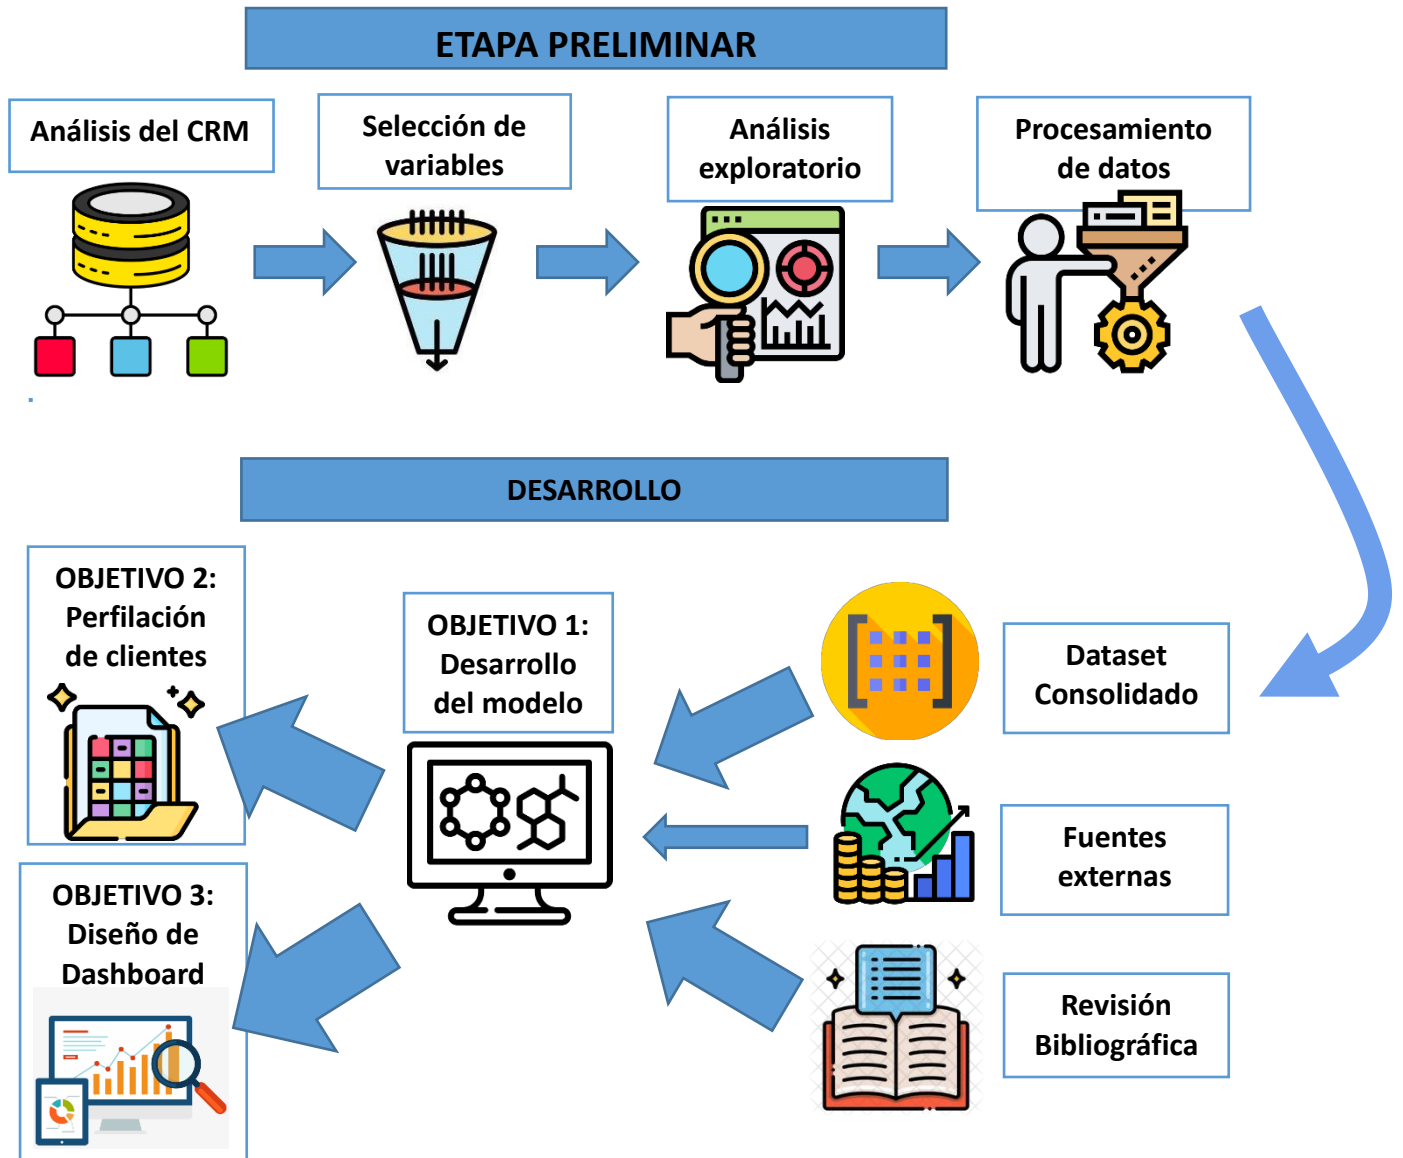 ETAPA PRELIMINAR
Análisis del CRM
Selección de
variables
Análisis
exploratorio
Procesamiento
de datos
DESARROLLO
OBJETIVO 2:
Perfilación
de clientes
OBJETIVO 1:
Desarrollo
del modelo
Dataset
Consolidado
Fuentes
externas
OBJETIVO 3:
Diseño de
Dashboard
Revisión
Bibliográfica